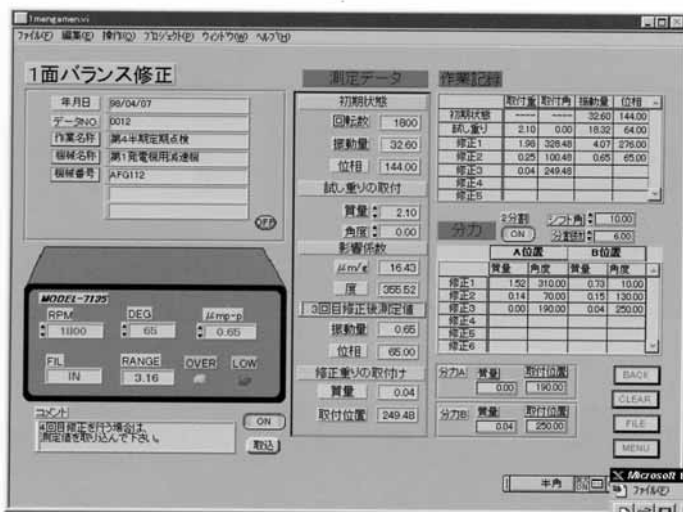 1mengamen.vi
ファイル(F) 編集(E) 操作(O) プロジェクト(P) ウインドウ(W) ヘルプ(H)
1面バランス修正
年月日 98/04/07
データNO. 0012
作業名称 第4半期定期点検
機械名称 第1発電機用減速機
機械番号 AFG112
OFF
MODEL-7135
RPM DEG μmp-p
1800 65 0.65
FIL RANGE OVER LOW
IN 3.16
コメント
4回目修正を行う場合は、
測定値を取り込んで下さい。
ON
取込
測定データ
初期状態
回転数 1800
振動量 32.60
位相 144.00
試し重りの取付
質量 2.10
角度 0.00
影響係数
μm/g 16.43
度 355.52
3回目修正後測定値
振動量 0.65
位相 65.00
修正重りの取付ナ
質量 0.04
取付位置 249.48
作業記録
取付重 取付角 振動量 位相
初期状態 ---- ---- 32.60 144.00
試し重り 2.10 0.00 18.32 64.00
修正1 1.98 328.48 4.07 276.00
修正2 0.25 100.48 0.65 65.00
修正3 0.04 249.48
修正4
修正5
分力
2分割
ON
シフト角 10.00
分割 6.00
A位置 B位置
質量 角度 質量 角度
修正1 1.52 310.00 0.73 10.00
修正2 0.14 70.00 0.15 130.00
修正3 0.00 190.00 0.04 250.00
修正4
修正5
修正6
分力A 質量 取付位置
0.00 190.00
分力B 質量 取付位置
0.04 250.00
BACK
CLEAR
FILE
MENU
半角
Microsoft
ファイル(F)